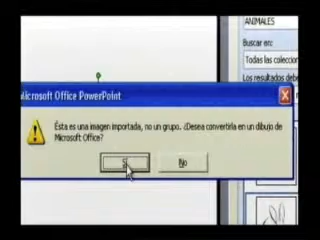 ANIMALES
Buscar en:
Todas las coleccion
Los resultados debe
Microsoft Office PowerPoint
Ésta es una imagen importada, no un grupo. ¿Desea convertirla en un dibujo de
Microsoft Office?
Sí
No